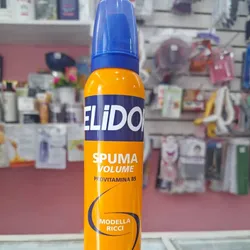 ELIDOR
SPUMA
VOLUME
PROVITAMINA B5
MODELLA
RICCI